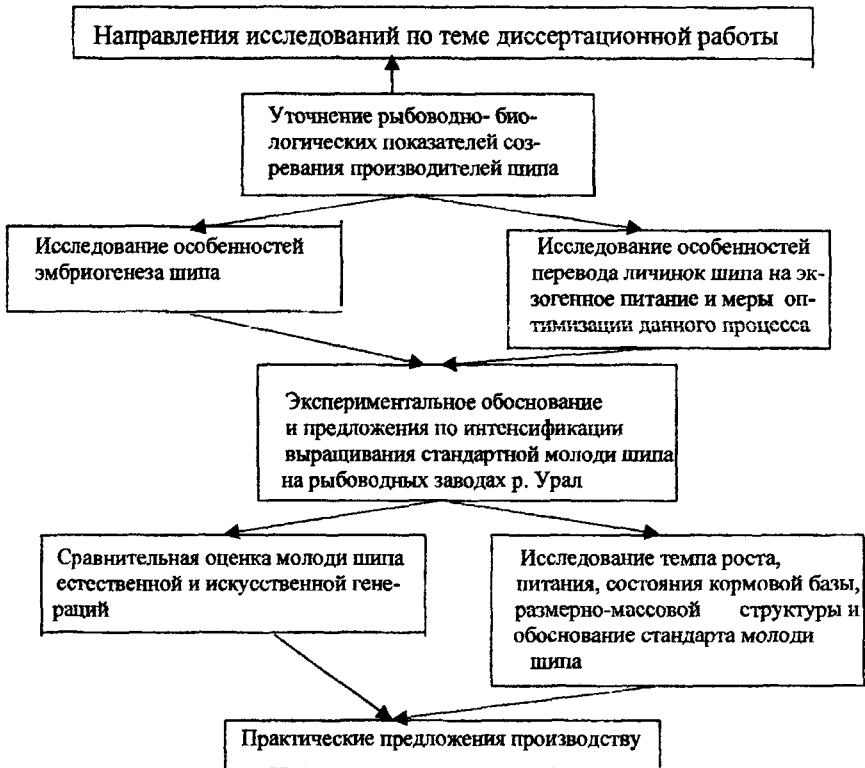 Направления исследований по теме диссертационной работы
Уточнение рыбоводно- био-
логических показателей соз-
ревания производителей шипа
Исследование особенностей
эмбриогенеза шипа
Исследование особенностей
перевода личинок шипа на эк-
зогенное питание и меры оп-
тимизации данного процесса
Экспериментальное обоснование
и предложения по интенсификации
выращивания стандартной молоди шипа
на рыбоводных заводах р. Урал
Сравнительная оценка молоди шипа
естественной и искусственной гене-
раций
Исследование темпа роста,
питания, состояния кормовой базы,
размерно-массовой структуры и
обоснование стандарта молоди
шипа
Практические предложения производству